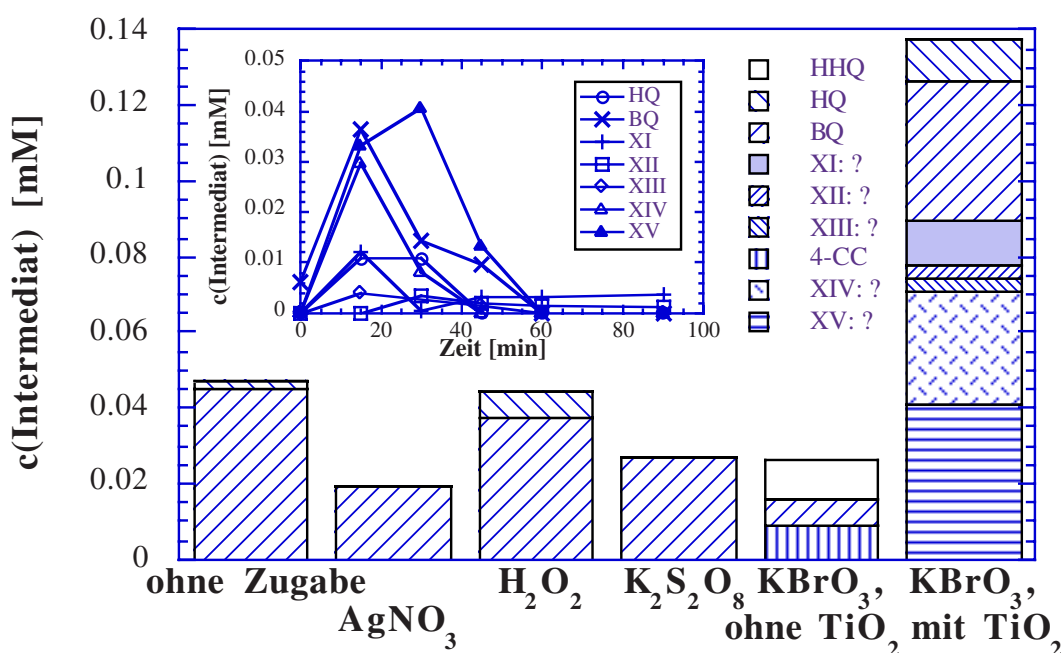 c(Intermediat) [mM]
0.14
0.12
0.1
0.08
0.06
0.04
0.02
0
c(Intermediat) [mM]
0.05
0.04
0.03
0.02
0.01
0
0 20 40 60 80 100
Zeit [min]
HQ
BQ
XI
XII
XIII
XIV
XV
HHQ
HQ
BQ
XI: ?
XII: ?
XIII: ?
4-CC
XIV: ?
XV: ?
ohne Zugabe
AgNO3
H2O2
K2S2O8
KBrO3,
ohne TiO2
KBrO3,
mit TiO2